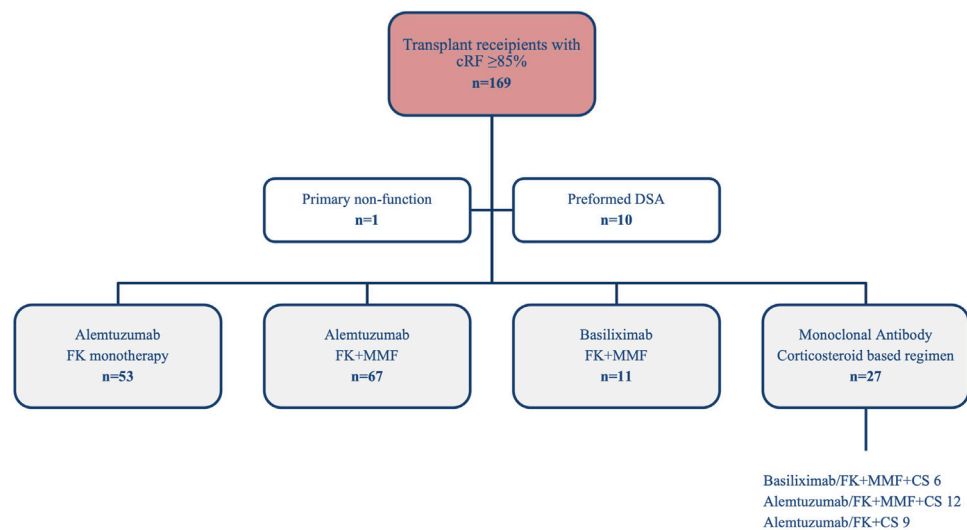 Transplant receipients with
cRF ≥85%
n=169
Primary non-function
n=1
Preformed DSA
n=10
Alemtuzumab
FK monotherapy
n=53
Alemtuzumab
FK+MMF
n=67
Basiliximab
FK+MMF
n=11
Monoclonal Antibody
Corticosteroid based regimen
n=27
Basiliximab/FK+MMF+CS 6
Alemtuzumab/FK+MMF+CS 12
Alemtuzumab/FK+CS 9